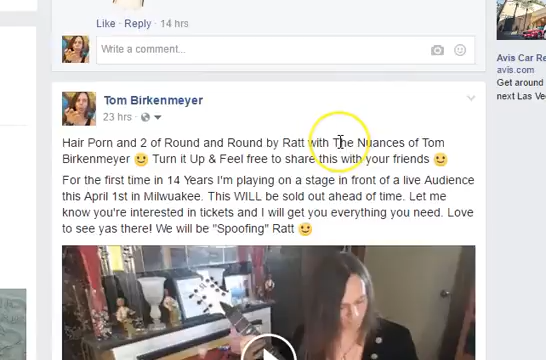 Like · Reply · 14 hrs
Write a comment...
Tom Birkenmeyer
23 hrs ·
Hair Porn and 2 of Round and Round by Ratt with The Nuances of Tom
Birkenmeyer 🙂 Turn it Up & Feel free to share this with your friends 🙂
For the first time in 14 Years I'm playing on a stage in front of a live Audience
this April 1st in Milwuakee. This WILL be sold out ahead of time. Let me
know you're interested in tickets and I will get you everything you need. Love
to see yas there! We will be "Spoofing" Ratt 🙂
Avis Car Re
avis.com
Get around
next Las Ve